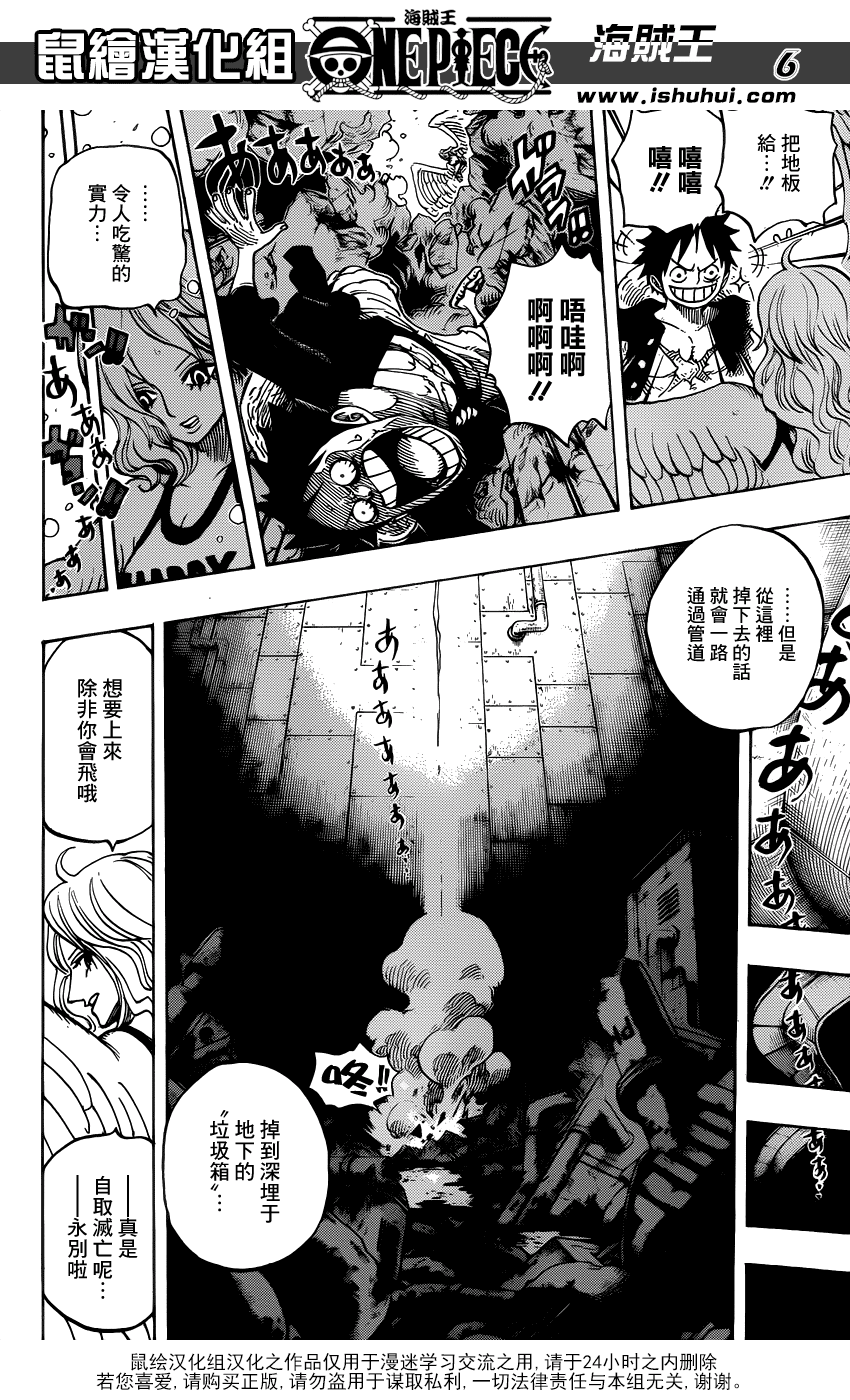 鼠繪漢化組
海賊王
ONE PIECE
海賊王
6
www.ishuhui.com
把地板
給…!!
嘻嘻
嘻!!
唔哇啊
啊啊啊!!
ああああぁ…
……
令人吃驚的
實力…
……但是
從這裡
掉下去的話
就會一路
通過管道
掉到深埋于
地下的
〝垃圾箱〞…
咚!!
想要上來
除非你會飛哦
——真是
自取滅亡呢…
——永別啦
HAPPY
鼠绘汉化组汉化之作品仅用于漫迷学习交流之用, 请于24小时之内删除
若您喜爱, 请购买正版, 请勿盗用于谋取私利, 一切法律责任与本组无关, 谢谢。